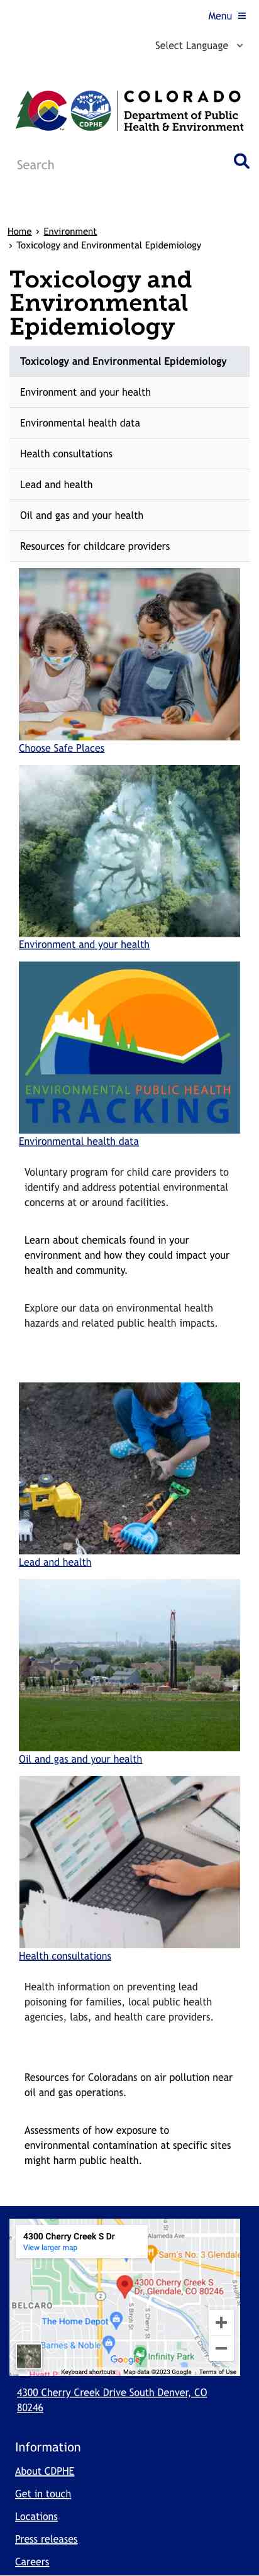 Menu
Select Language
COLORADO
Department of Public
Health & Environment
CDPHE
Search
Home › Environment
› Toxicology and Environmental Epidemiology
Toxicology and
Environmental
Epidemiology
Toxicology and Environmental Epidemiology
Environment and your health
Environmental health data
Health consultations
Lead and health
Oil and gas and your health
Resources for childcare providers
Choose Safe Places
Environment and your health
ENVIRONMENTAL PUBLIC HEALTH
TRACKING
Environmental health data
Voluntary program for child care providers to
identify and address potential environmental
concerns at or around facilities.
Learn about chemicals found in your
environment and how they could impact your
health and community.
Explore our data on environmental health
hazards and related public health impacts.
Lead and health
Oil and gas and your health
Health consultations
Health information on preventing lead
poisoning for families, local public health
agencies, labs, and health care providers.
Resources for Coloradans on air pollution near
oil and gas operations.
Assessments of how exposure to
environmental contamination at specific sites
might harm public health.
4300 Cherry Creek S Dr
View larger map
Alameda Ave
Sam's No. 3 Glendale
4300 Cherry Creek S
Dr, Glendale, CO 80246
2
BELCARO
S Birch St
S Cherry St
The Home Depot
Barnes & Noble
Infinity Park
Google
Hyatt
Keyboard shortcuts Map data ©2023 Google Terms of Use
4300 Cherry Creek Drive South Denver, CO
80246
Information
About CDPHE
Get in touch
Locations
Press releases
Careers